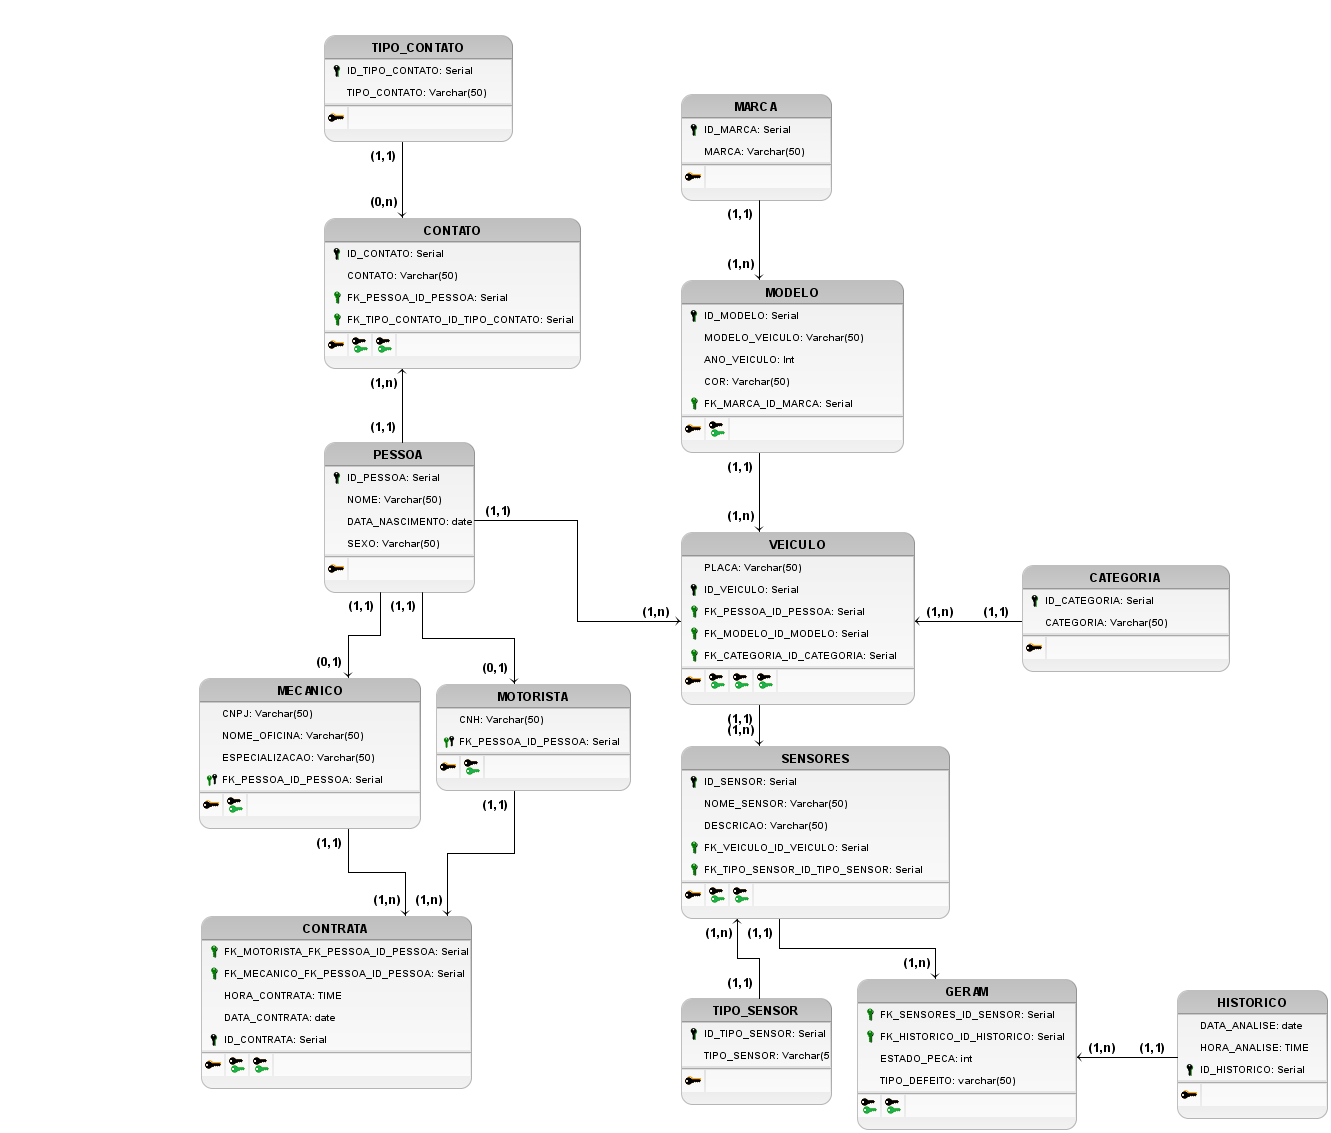 TIPO_CONTATO
ID_TIPO_CONTATO: Serial
TIPO_CONTATO: Varchar(50)
(1,1)
(0,n)
CONTATO
ID_CONTATO: Serial
CONTATO: Varchar(50)
FK_PESSOA_ID_PESSOA: Serial
FK_TIPO_CONTATO_ID_TIPO_CONTATO: Serial
(1,n)
(1,1)
PESSOA
ID_PESSOA: Serial
NOME: Varchar(50)
DATA_NASCIMENTO: date
SEXO: Varchar(50)
(1,1)
(1,n)
(1,1)
(1,1)
(0,1)
(0,1)
MECANICO
CNPJ: Varchar(50)
NOME_OFICINA: Varchar(50)
ESPECIALIZACAO: Varchar(50)
FK_PESSOA_ID_PESSOA: Serial
MOTORISTA
CNH: Varchar(50)
FK_PESSOA_ID_PESSOA: Serial
(1,1)
(1,1)
(1,n)
(1,n)
CONTRATA
FK_MOTORISTA_FK_PESSOA_ID_PESSOA: Serial
FK_MECANICO_FK_PESSOA_ID_PESSOA: Serial
HORA_CONTRATA: TIME
DATA_CONTRATA: date
ID_CONTRATA: Serial
MARCA
ID_MARCA: Serial
MARCA: Varchar(50)
(1,1)
(1,n)
MODELO
ID_MODELO: Serial
MODELO_VEICULO: Varchar(50)
ANO_VEICULO: Int
COR: Varchar(50)
FK_MARCA_ID_MARCA: Serial
(1,1)
(1,n)
VEICULO
PLACA: Varchar(50)
ID_VEICULO: Serial
FK_PESSOA_ID_PESSOA: Serial
FK_MODELO_ID_MODELO: Serial
FK_CATEGORIA_ID_CATEGORIA: Serial
(1,n)
(1,1)
CATEGORIA
ID_CATEGORIA: Serial
CATEGORIA: Varchar(50)
(1,1)
(1,n)
SENSORES
ID_SENSOR: Serial
NOME_SENSOR: Varchar(50)
DESCRICAO: Varchar(50)
FK_VEICULO_ID_VEICULO: Serial
FK_TIPO_SENSOR_ID_TIPO_SENSOR: Serial
(1,n)
(1,1)
(1,n)
(1,1)
TIPO_SENSOR
ID_TIPO_SENSOR: Serial
TIPO_SENSOR: Varchar(5
GERAM
FK_SENSORES_ID_SENSOR: Serial
FK_HISTORICO_ID_HISTORICO: Serial
ESTADO_PECA: int
TIPO_DEFEITO: varchar(50)
(1,n)
(1,1)
HISTORICO
DATA_ANALISE: date
HORA_ANALISE: TIME
ID_HISTORICO: Serial